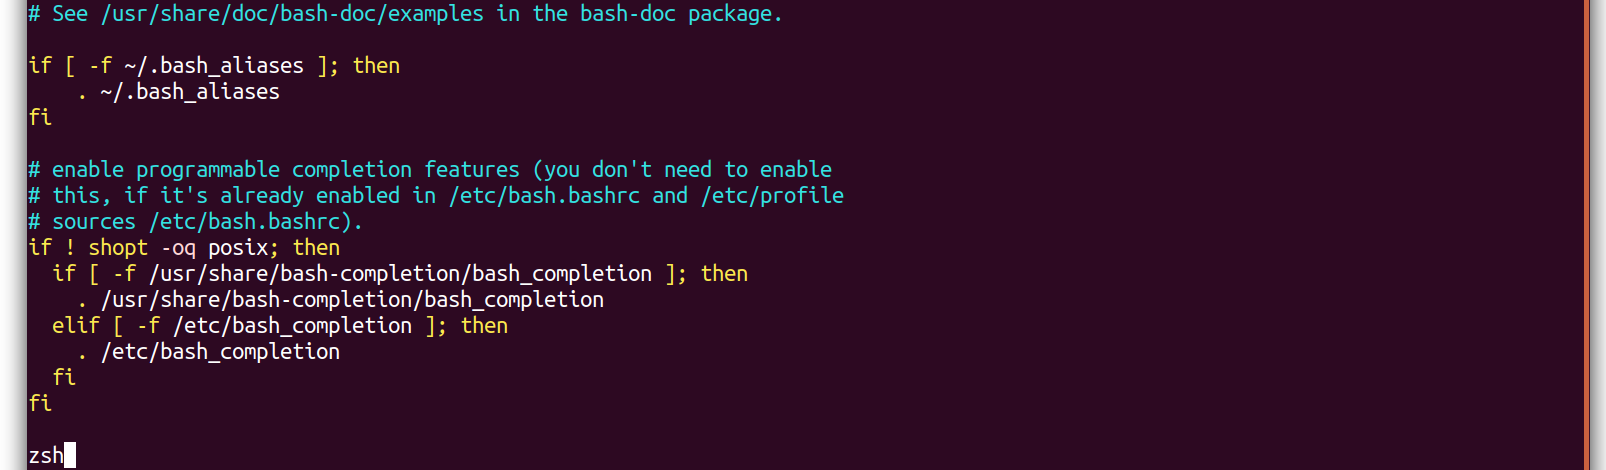 # See /usr/share/doc/bash-doc/examples in the bash-doc package.

if [ -f ~/.bash_aliases ]; then
    . ~/.bash_aliases
fi

# enable programmable completion features (you don't need to enable
# this, if it's already enabled in /etc/bash.bashrc and /etc/profile
# sources /etc/bash.bashrc).
if ! shopt -oq posix; then
  if [ -f /usr/share/bash-completion/bash_completion ]; then
    . /usr/share/bash-completion/bash_completion
  elif [ -f /etc/bash_completion ]; then
    . /etc/bash_completion
  fi
fi

zsh